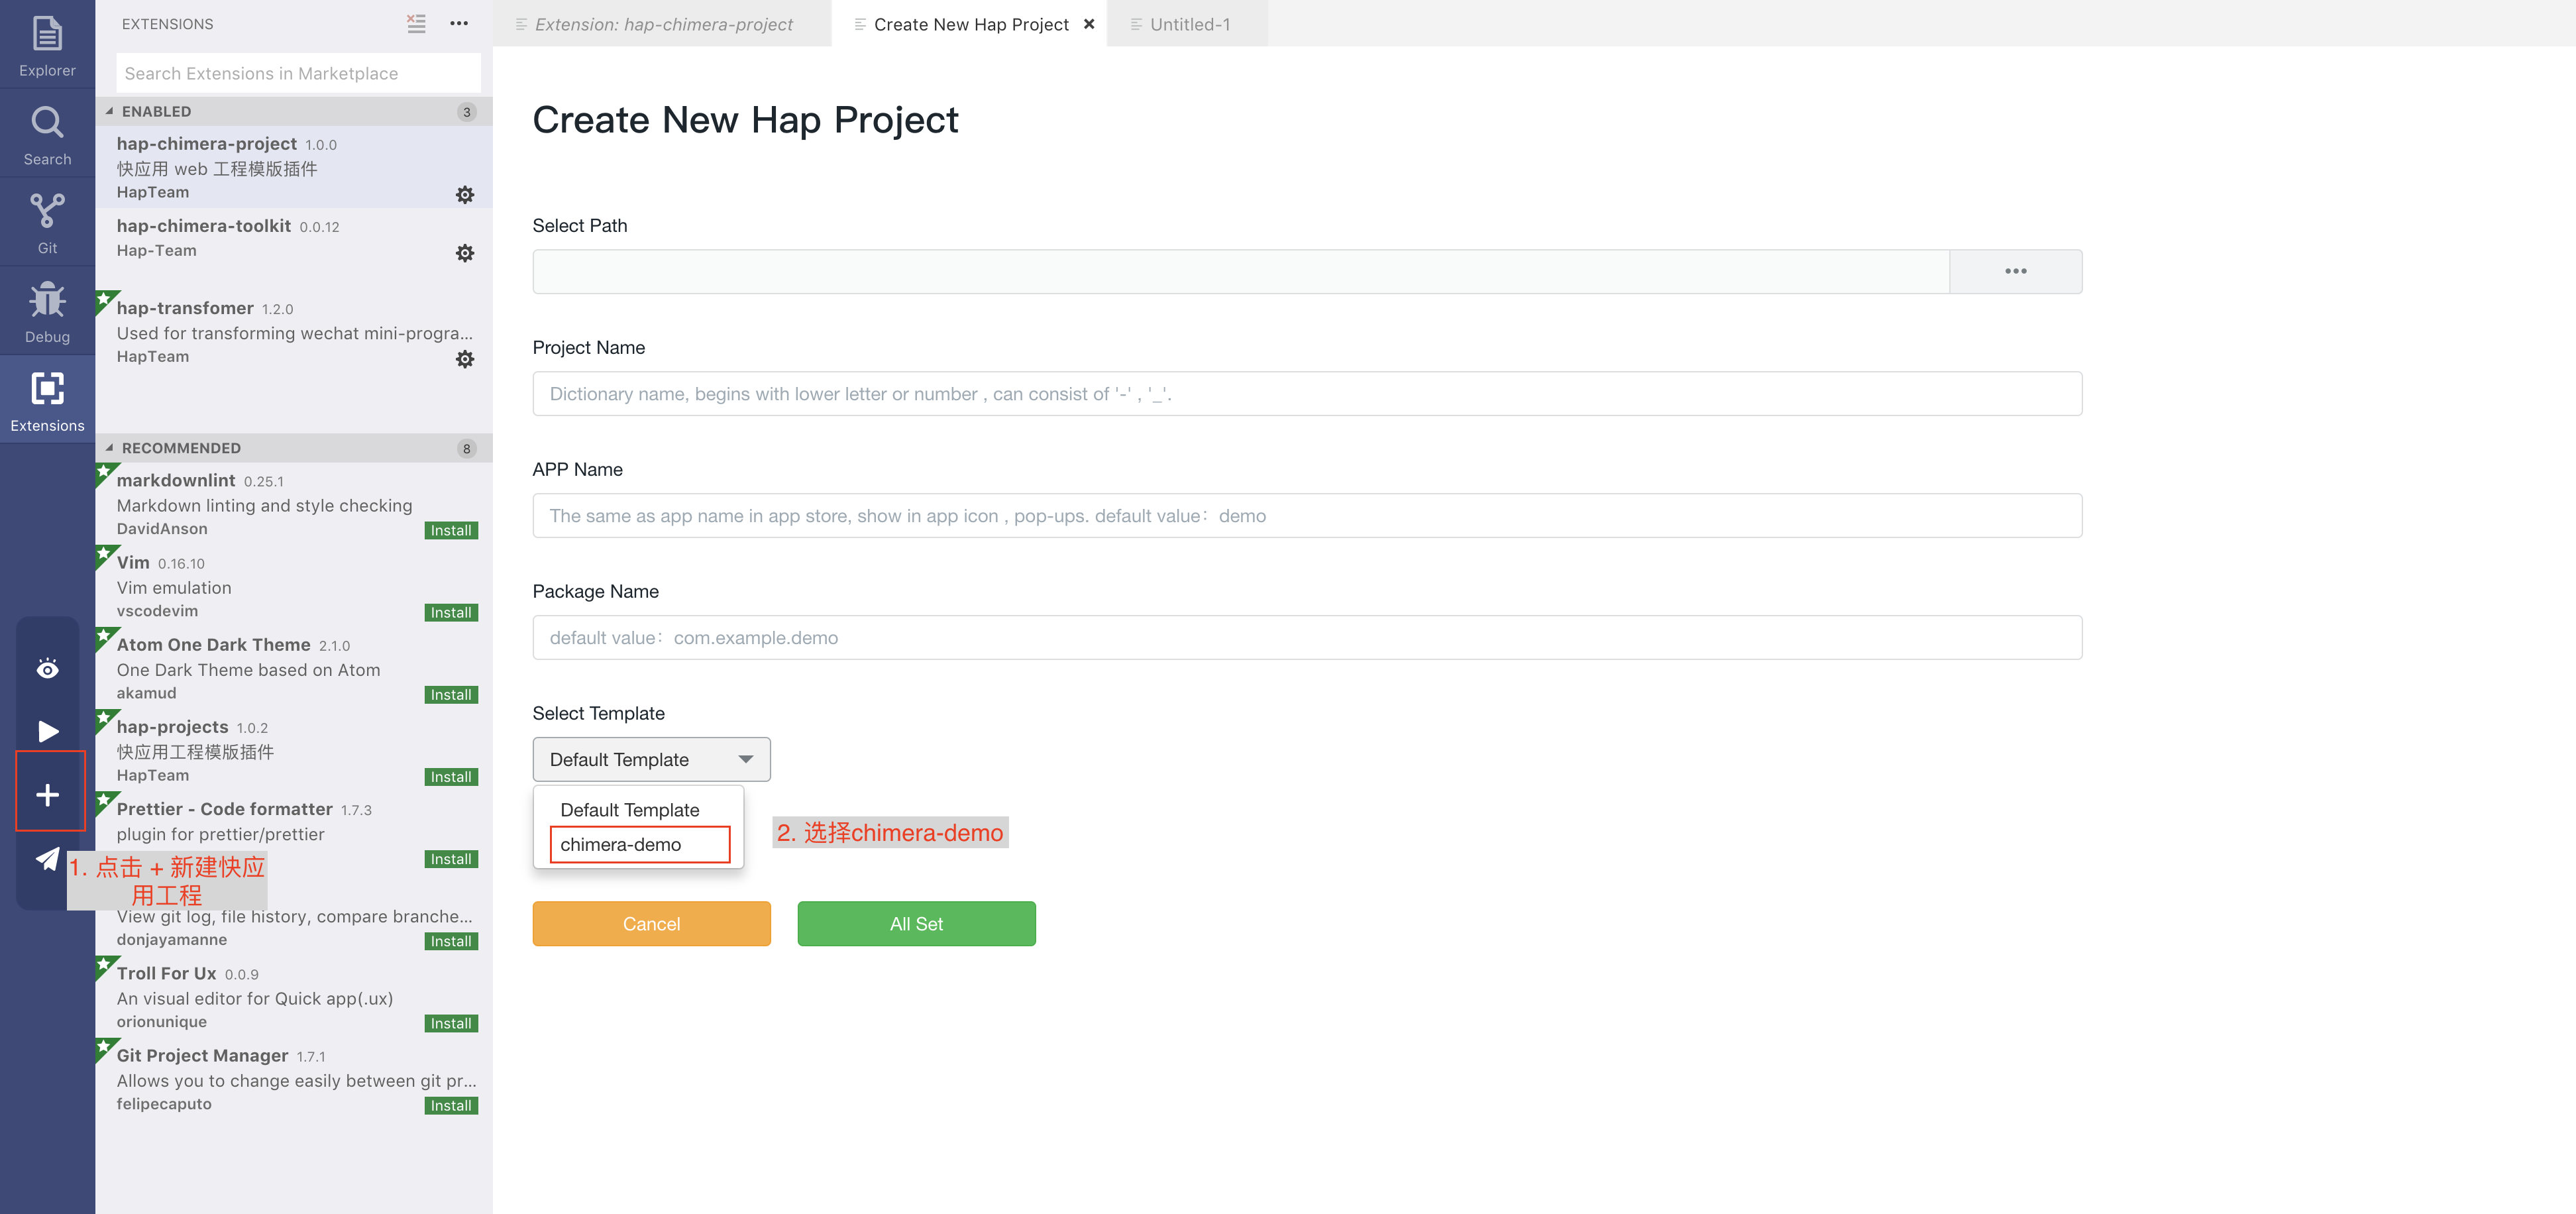 Explorer
Search
Git
Debug
Extensions
EXTENSIONS
Search Extensions in Marketplace
ENABLED 3
hap-chimera-project 1.0.0
快应用 web 工程模版插件
HapTeam
hap-chimera-toolkit 0.0.12
Hap-Team
hap-transfomer 1.2.0
Used for transforming wechat mini-progra...
HapTeam
RECOMMENDED 8
markdownlint 0.25.1
Markdown linting and style checking
DavidAnson Install
Vim 0.16.10
Vim emulation
vscodevim Install
Atom One Dark Theme 2.1.0
One Dark Theme based on Atom
akamud Install
hap-projects 1.0.2
快应用工程模版插件
HapTeam Install
Prettier - Code formatter 1.7.3
plugin for prettier/prettier
Install
1. 点击 + 新建快应
用工程
View git log, file history, compare branche...
donjayamanne Install
Troll For Ux 0.0.9
An visual editor for Quick app(.ux)
orionunique Install
Git Project Manager 1.7.1
Allows you to change easily between git pr...
felipecaputo Install
Extension: hap-chimera-project
Create New Hap Project
Untitled-1
Create New Hap Project
Select Path
Project Name
Dictionary name, begins with lower letter or number , can consist of '-' , '_'.
APP Name
The same as app name in app store, show in app icon , pop-ups. default value：demo
Package Name
default value：com.example.demo
Select Template
Default Template
Default Template
chimera-demo
2. 选择chimera-demo
Cancel
All Set